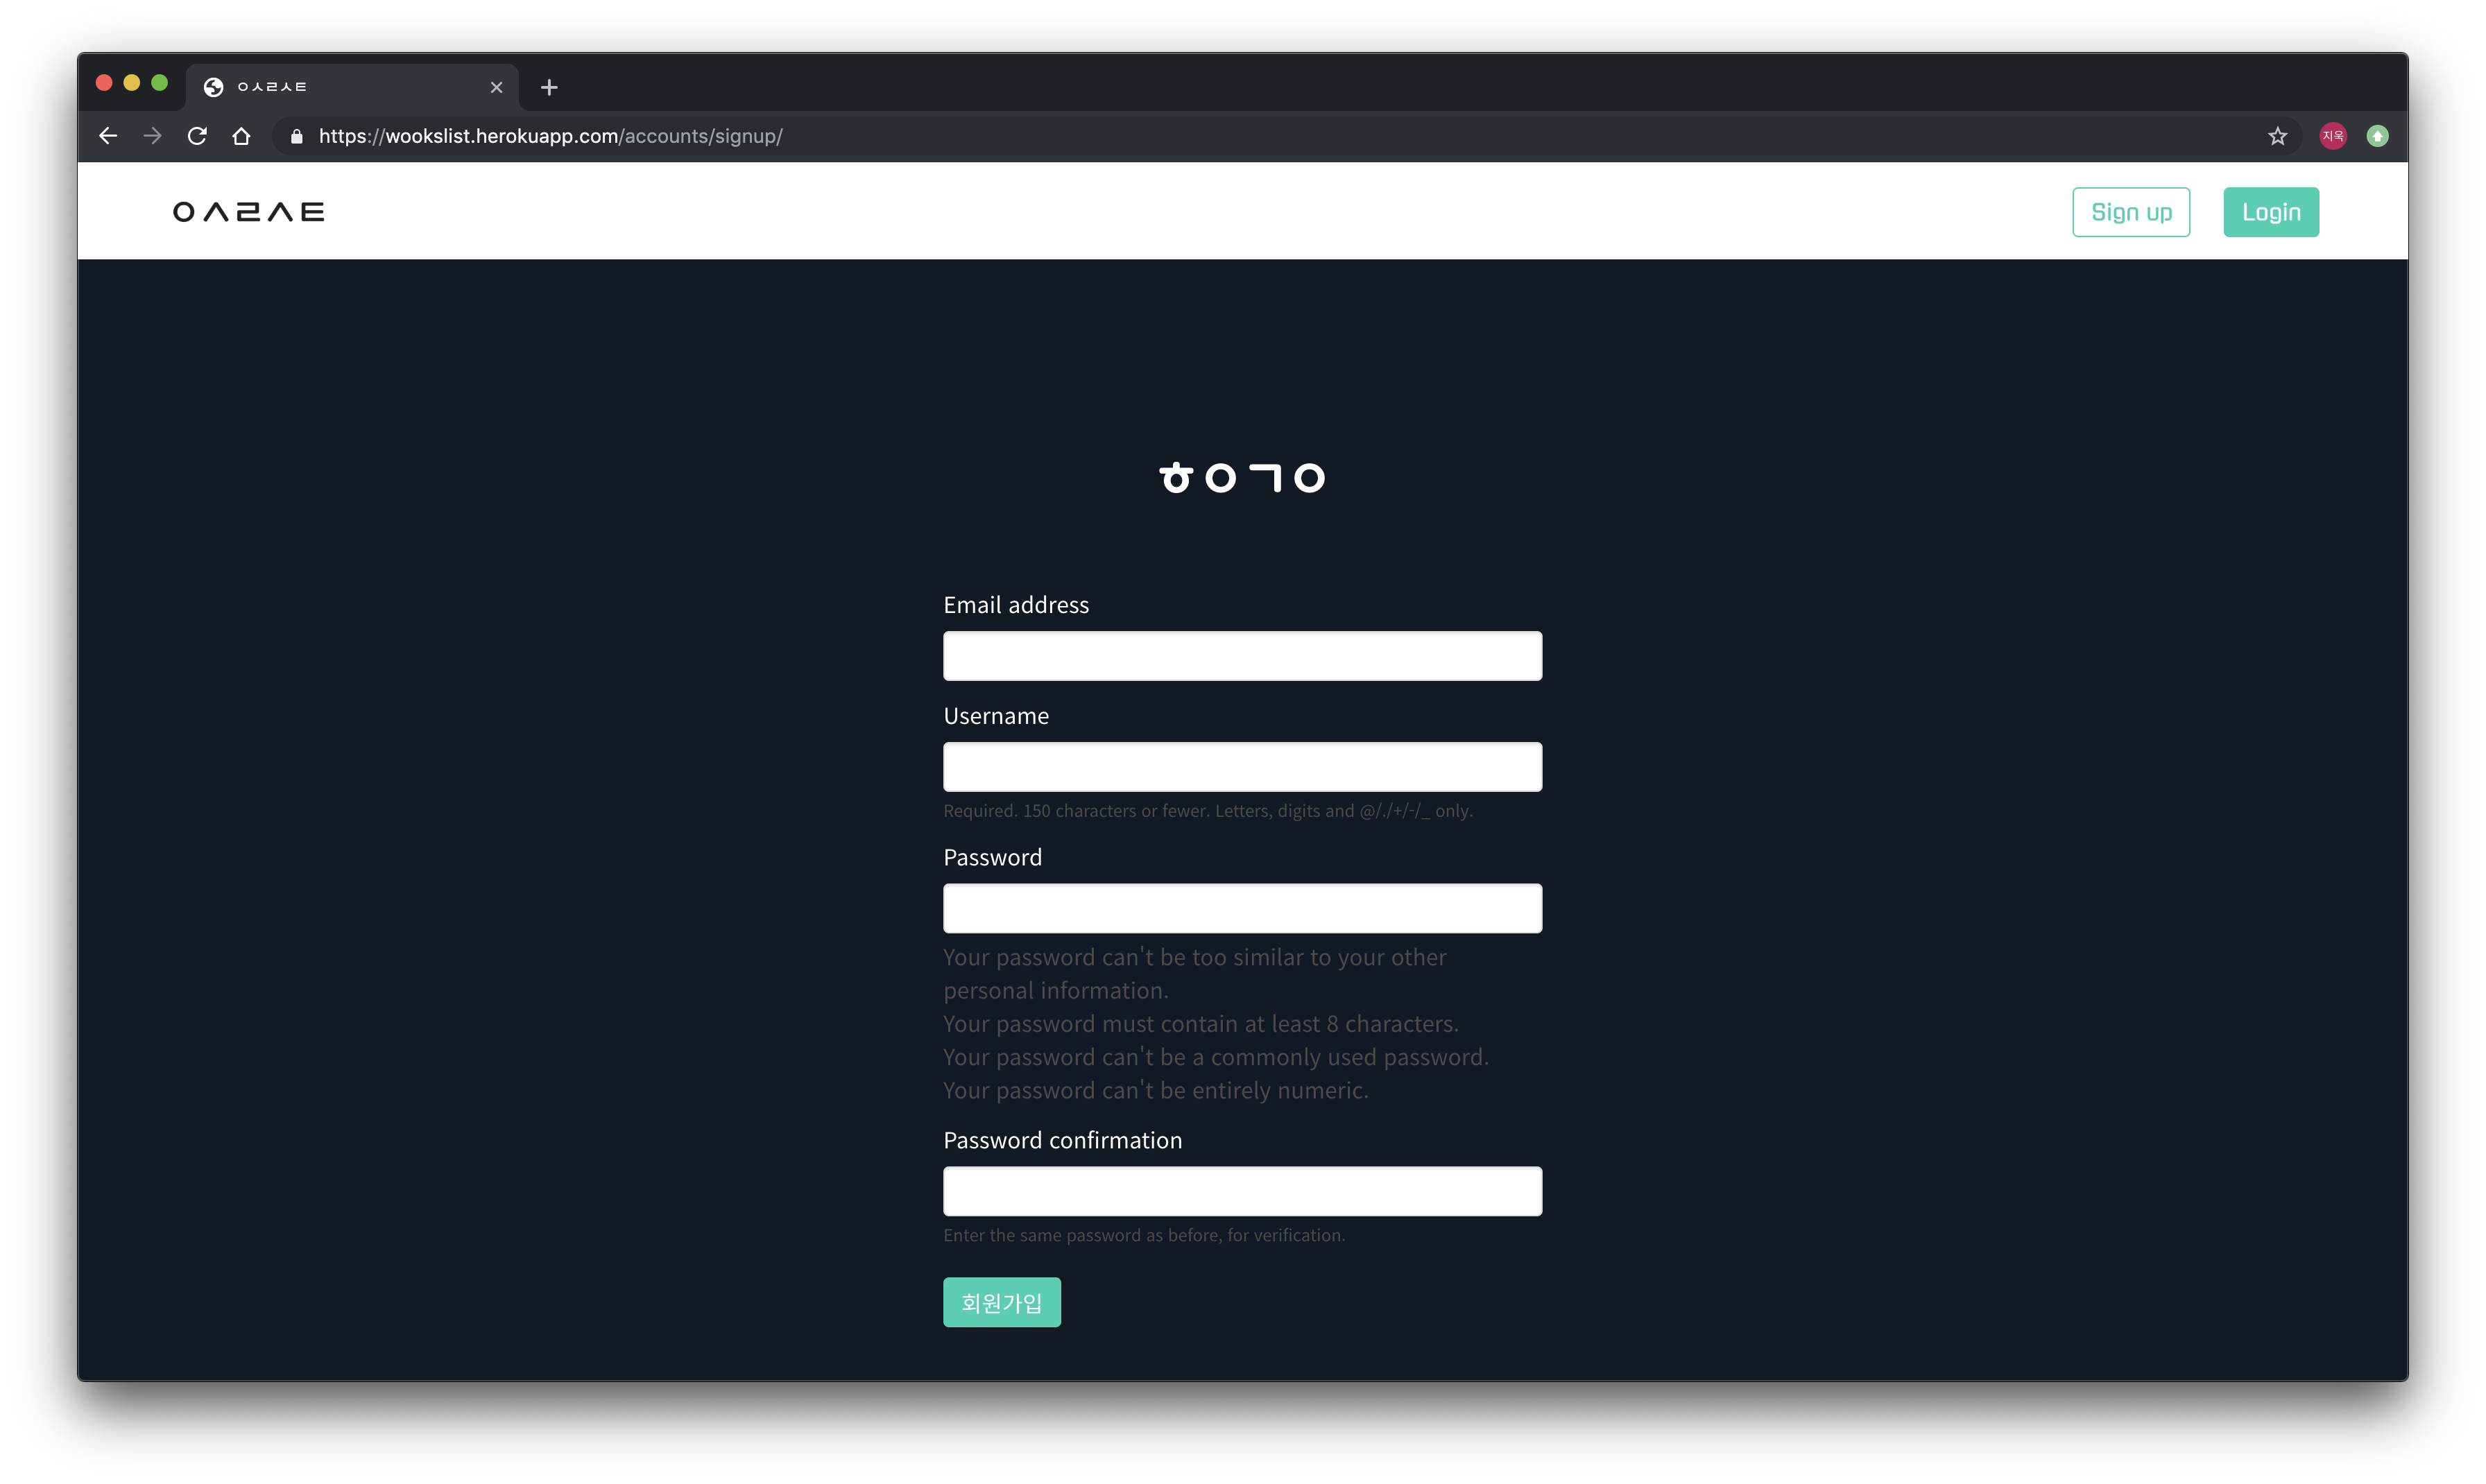 ㅇㅅㄹㅅㅌ
https://wookslist.herokuapp.com/accounts/signup/
지욱
ㅇㅅㄹㅅㅌ
Sign up
Login
ㅎㅇㄱㅇ
Email address
Username
Required. 150 characters or fewer. Letters, digits and @/./+/-/_ only.
Password
Your password can't be too similar to your other
personal information.
Your password must contain at least 8 characters.
Your password can't be a commonly used password.
Your password can't be entirely numeric.
Password confirmation
Enter the same password as before, for verification.
회원가입